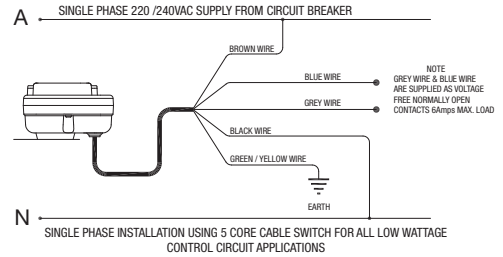 A SINGLE PHASE 220 /240VAC SUPPLY FROM CIRCUIT BREAKER
BROWN WIRE
BLUE WIRE
GREY WIRE
BLACK WIRE
GREEN / YELLOW WIRE
EARTH
NOTE
GREY WIRE & BLUE WIRE
ARE SUPPLIED AS VOLTAGE
FREE NORMALLY OPEN
CONTACTS 6Amps MAX. LOAD
N
SINGLE PHASE INSTALLATION USING 5 CORE CABLE SWITCH FOR ALL LOW WATTAGE
CONTROL CIRCUIT APPLICATIONS